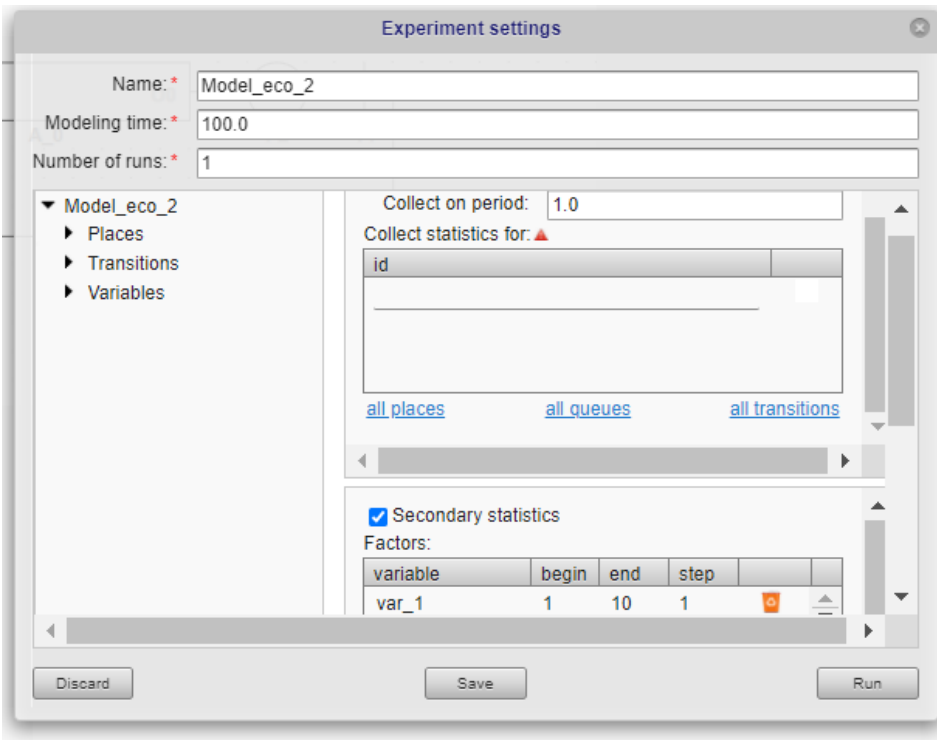 Experiment settings
Name:* Model_eco_2
Modeling time:* 100.0
Number of runs:* 1
Model_eco_2
Places
Transitions
Variables
Collect on period: 1.0
Collect statistics for:
id
all places all queues all transitions
Secondary statistics
Factors:
variable begin end step
var_1 1 10 1
Discard Save Run